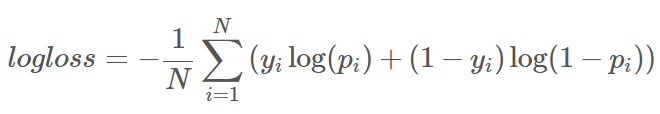 logloss = -\frac{1}{N} \sum_{i=1}^{N} (y_i \log(p_i) + (1 - y_i) \log(1 - p_i))